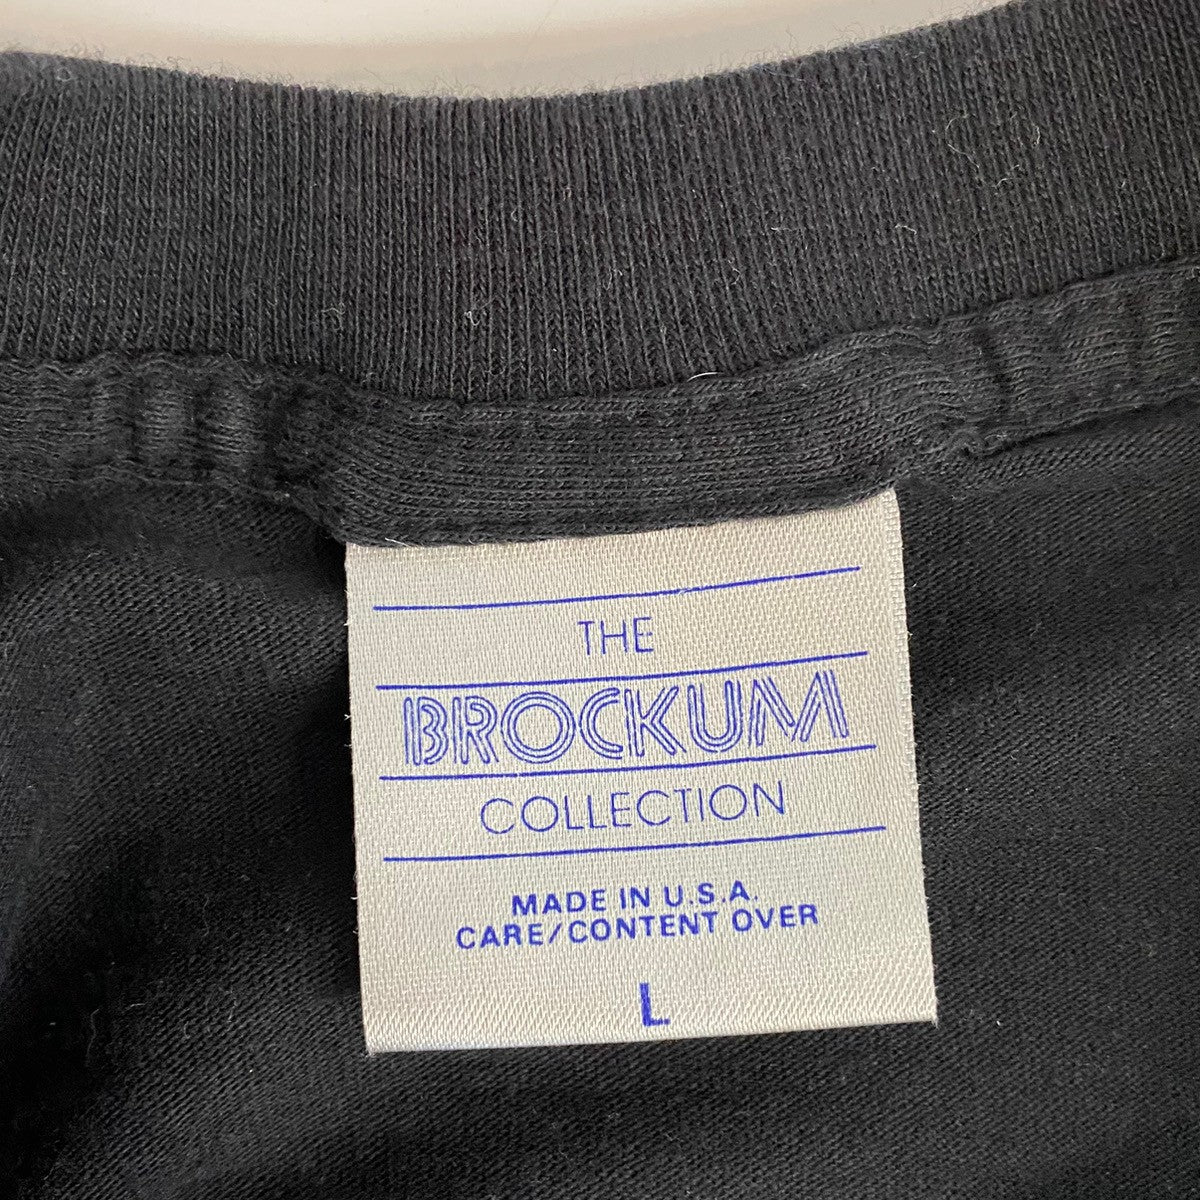 THE
BROCKUM
COLLECTION
MADE IN U.S.A.
CARE/CONTENT OVER
L